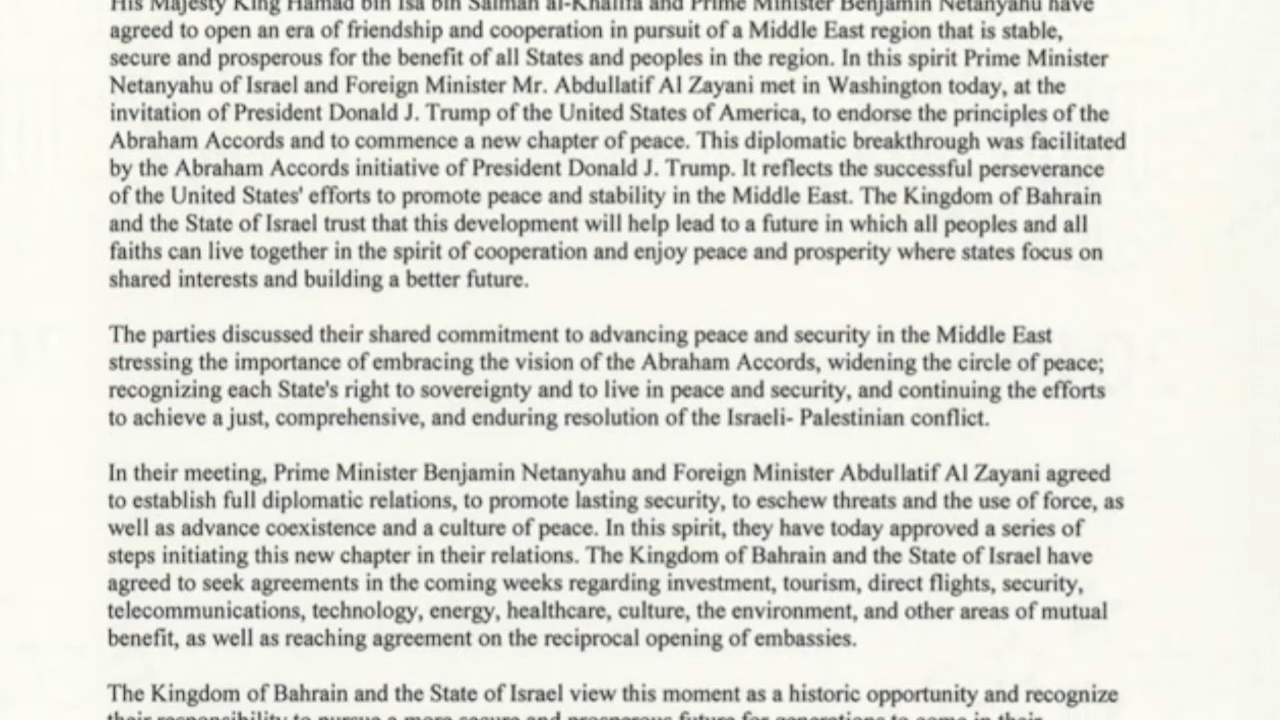 His Majesty King Hamad bin Isa bin Salman al-Khalifa and Prime Minister Benjamin Netanyahu have
agreed to open an era of friendship and cooperation in pursuit of a Middle East region that is stable,
secure and prosperous for the benefit of all States and peoples in the region. In this spirit Prime Minister
Netanyahu of Israel and Foreign Minister Mr. Abdullatif Al Zayani met in Washington today, at the
invitation of President Donald J. Trump of the United States of America, to endorse the principles of the
Abraham Accords and to commence a new chapter of peace. This diplomatic breakthrough was facilitated
by the Abraham Accords initiative of President Donald J. Trump. It reflects the successful perseverance
of the United States' efforts to promote peace and stability in the Middle East. The Kingdom of Bahrain
and the State of Israel trust that this development will help lead to a future in which all peoples and all
faiths can live together in the spirit of cooperation and enjoy peace and prosperity where states focus on
shared interests and building a better future.
The parties discussed their shared commitment to advancing peace and security in the Middle East
stressing the importance of embracing the vision of the Abraham Accords, widening the circle of peace;
recognizing each State's right to sovereignty and to live in peace and security, and continuing the efforts
to achieve a just, comprehensive, and enduring resolution of the Israeli- Palestinian conflict.
In their meeting, Prime Minister Benjamin Netanyahu and Foreign Minister Abdullatif Al Zayani agreed
to establish full diplomatic relations, to promote lasting security, to eschew threats and the use of force, as
well as advance coexistence and a culture of peace. In this spirit, they have today approved a series of
steps initiating this new chapter in their relations. The Kingdom of Bahrain and the State of Israel have
agreed to seek agreements in the coming weeks regarding investment, tourism, direct flights, security,
telecommunications, technology, energy, healthcare, culture, the environment, and other areas of mutual
benefit, as well as reaching agreement on the reciprocal opening of embassies.
The Kingdom of Bahrain and the State of Israel view this moment as a historic opportunity and recognize
their responsibility to pursue a more secure and prosperous future for generations to come in their